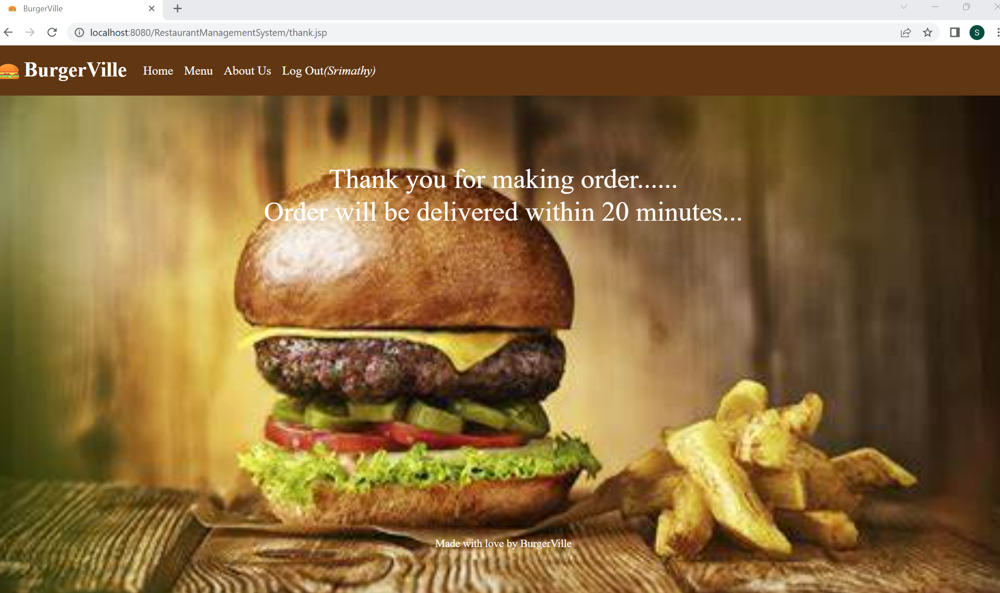 BurgerVille
localhost:8080/RestaurantManagementSystem/thank.jsp
S
BurgerVille Home Menu About Us Log Out(Srimathy)
Thank you for making order......
Order will be delivered within 20 minutes...
Made with love by BurgerVille